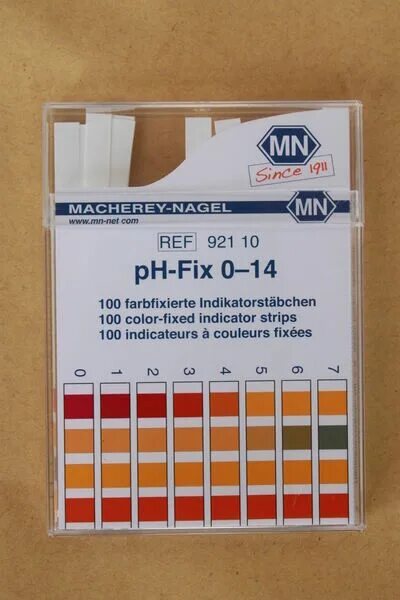 MN
Since 1911
MACHEREY-NAGEL
www.mn-net.com
MN
REF 921 10
pH-Fix 0–14
100 farbfixierte Indikatorstäbchen
100 color-fixed indicator strips
100 indicateurs à couleurs fixées
0 1 2 3 4 5 6 7